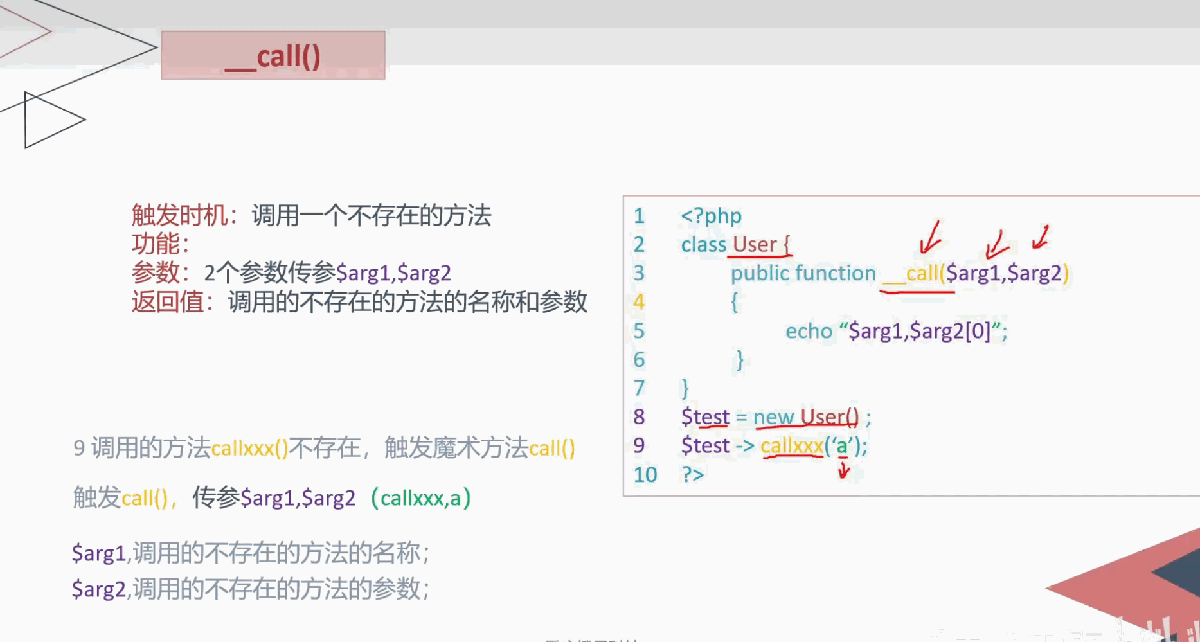 __call()
触发时机：调用一个不存在的方法
功能：
参数：2个参数传参$arg1,$arg2
返回值：调用的不存在的方法的名称和参数
1 <?php
2 class User {
3 public function __call($arg1,$arg2)
4 {
5 echo “$arg1,$arg2[0]”;
6 }
7 }
8 $test = new User() ;
9 $test -> callxxx(‘a’);
10 ?>
9 调用的方法callxxx()不存在，触发魔术方法call()
触发call()，传参$arg1,$arg2（callxxx,a）
$arg1,调用的不存在的方法的名称；
$arg2,调用的不存在的方法的参数；